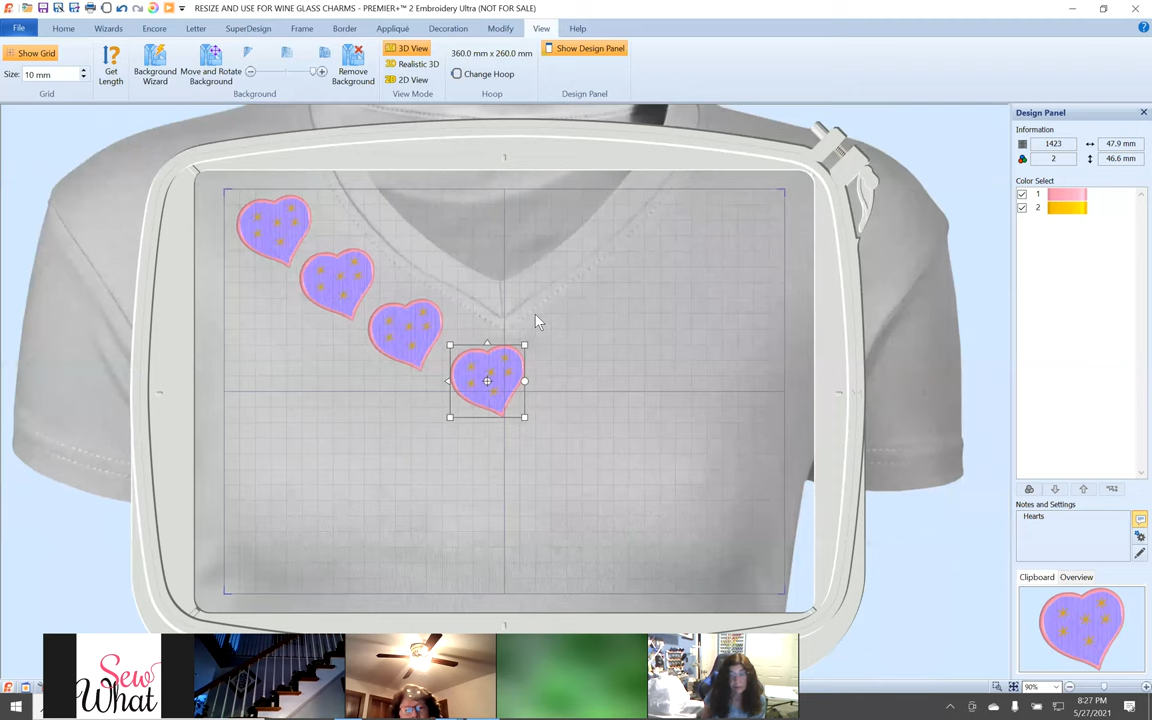 RESIZE AND USE FOR WINE GLASS CHARMS - PREMIER+™ 2 Embroidery Ultra (NOT FOR SALE)
File Home Wizards Encore Letter SuperDesign Frame Border Appliqué Decoration Modify View Help
Show Grid
Size: 10 mm
Grid
Get Length
Background Wizard
Move and Rotate Background
Remove Background
Background
3D View
Realistic 3D
2D View
View Mode
360.0 mm x 260.0 mm
Change Hoop
Hoop
Show Design Panel
Design Panel
Design Panel
Information
1423 47.9 mm
2 46.6 mm
Color Select
1
2
Notes and Settings
Hearts
Clipboard Overview
Sew
What
90%
8:27 PM
5/27/2021